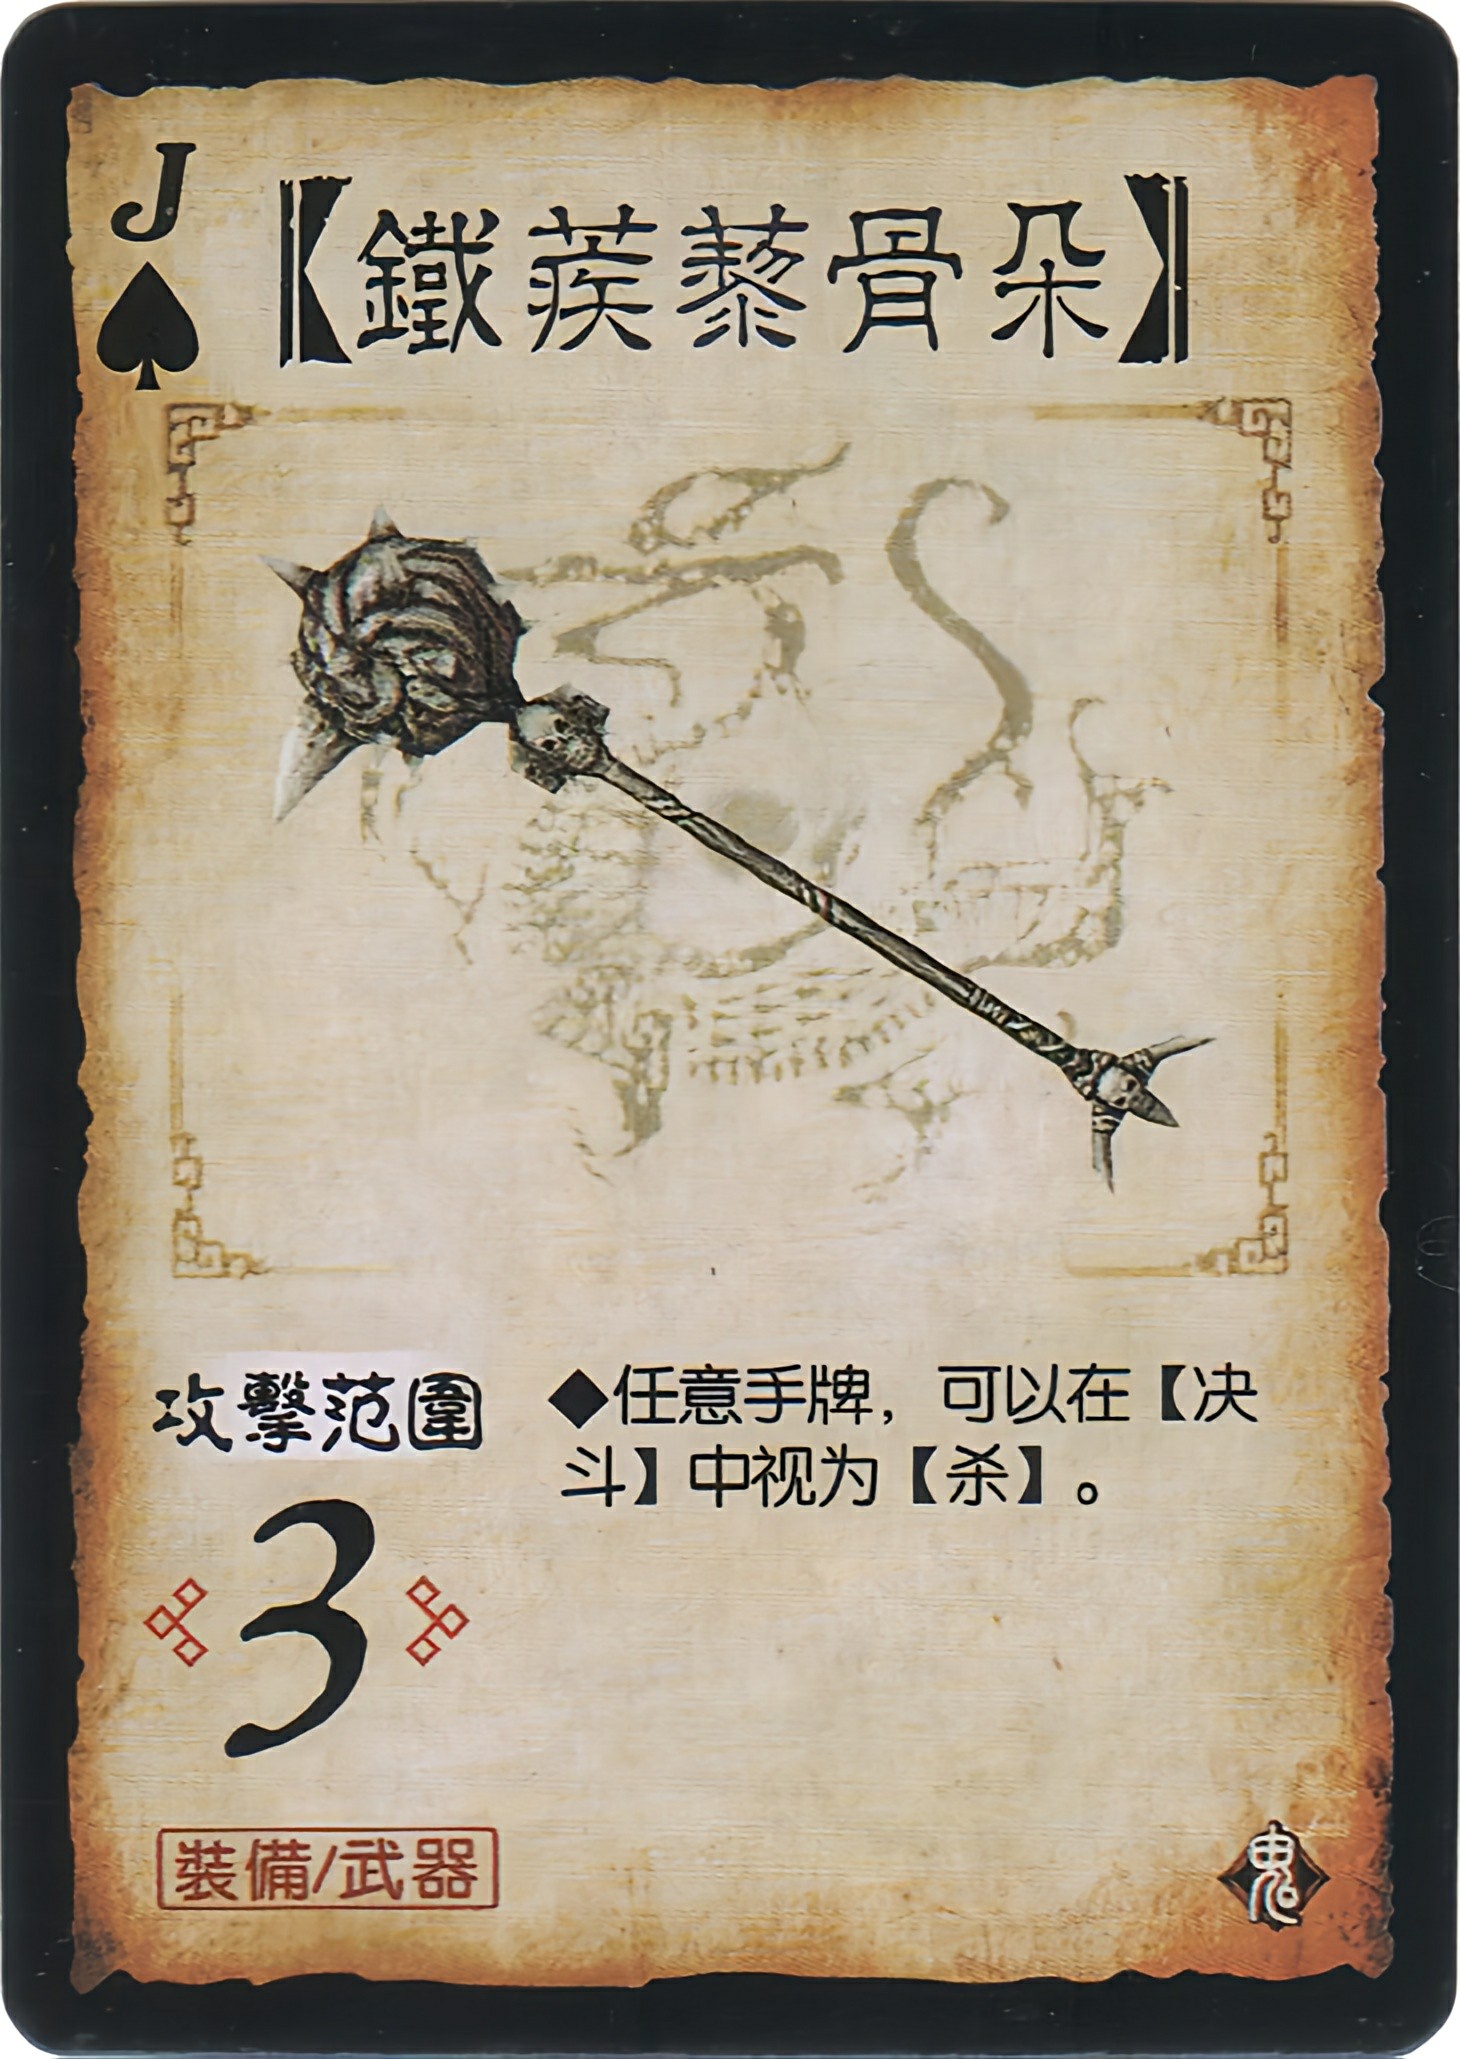 J
【鐵蒺藜骨朵】
攻擊范圍
3
◆任意手牌，可以在【决
斗】中视为【杀】。
裝備/武器
鬼